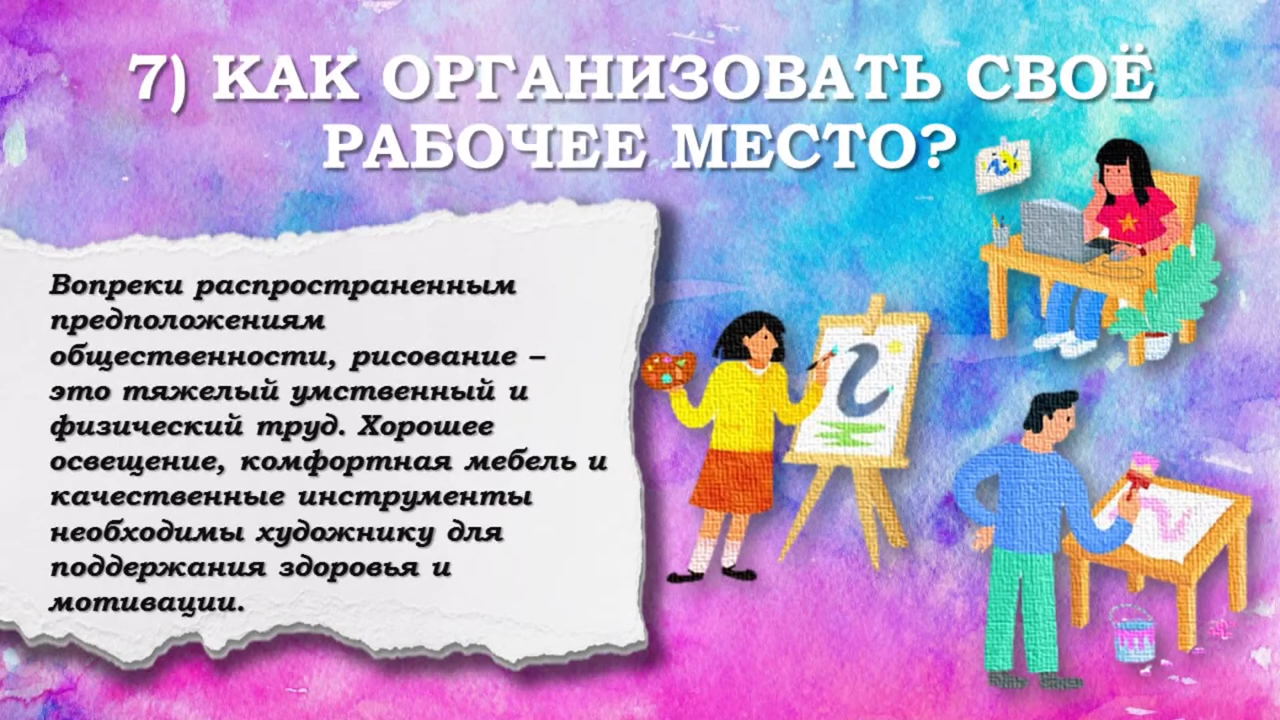 7) КАК ОРГАНИЗОВАТЬ СВОЁ
РАБОЧЕЕ МЕСТО?
Вопреки распространенным
предположениям
общественности, рисование –
это тяжелый умственный и
физический труд. Хорошее
освещение, комфортная мебель и
качественные инструменты
необходимы художнику для
поддержания здоровья и
мотивации.